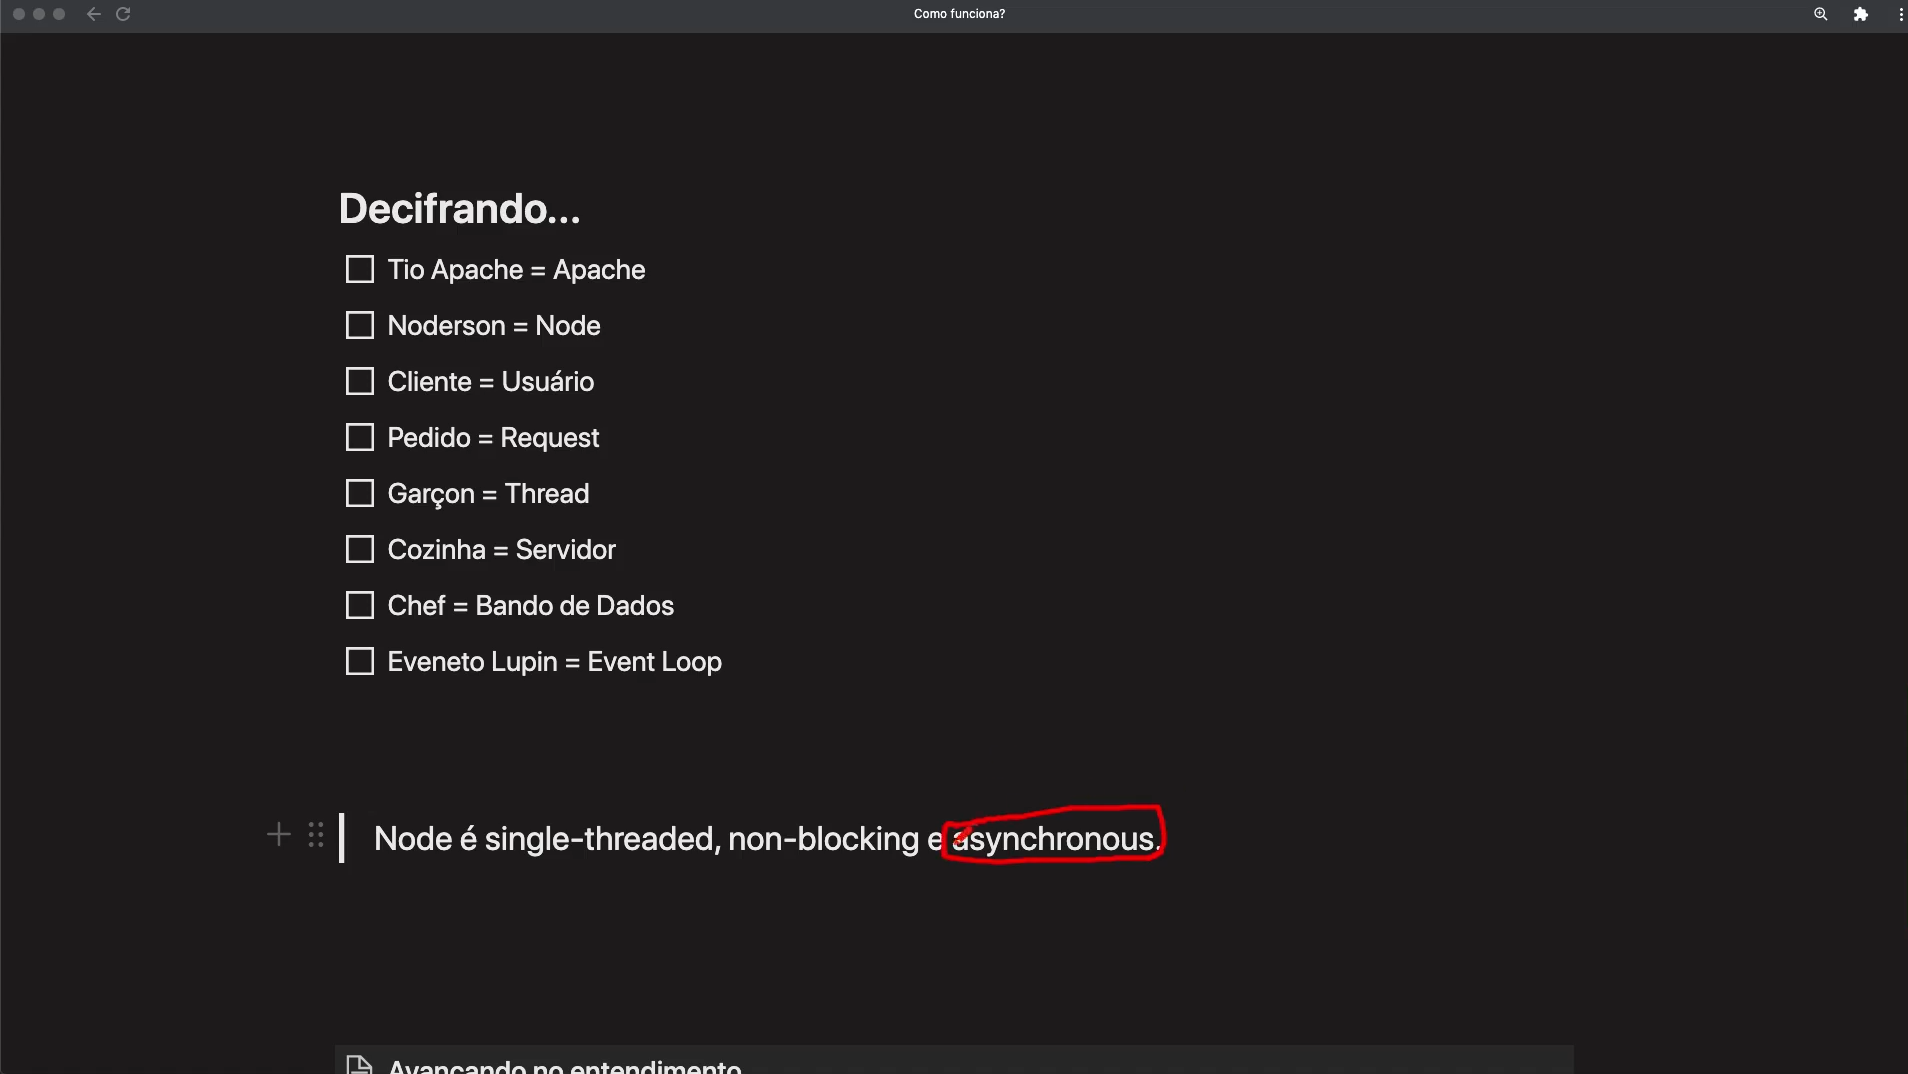 Como funciona?
Decifrando...
Tio Apache = Apache
Noderson = Node
Cliente = Usuário
Pedido = Request
Garçon = Thread
Cozinha = Servidor
Chef = Bando de Dados
Eveneto Lupin = Event Loop
Node é single-threaded, non-blocking e asynchronous.
Avançando no entendimento